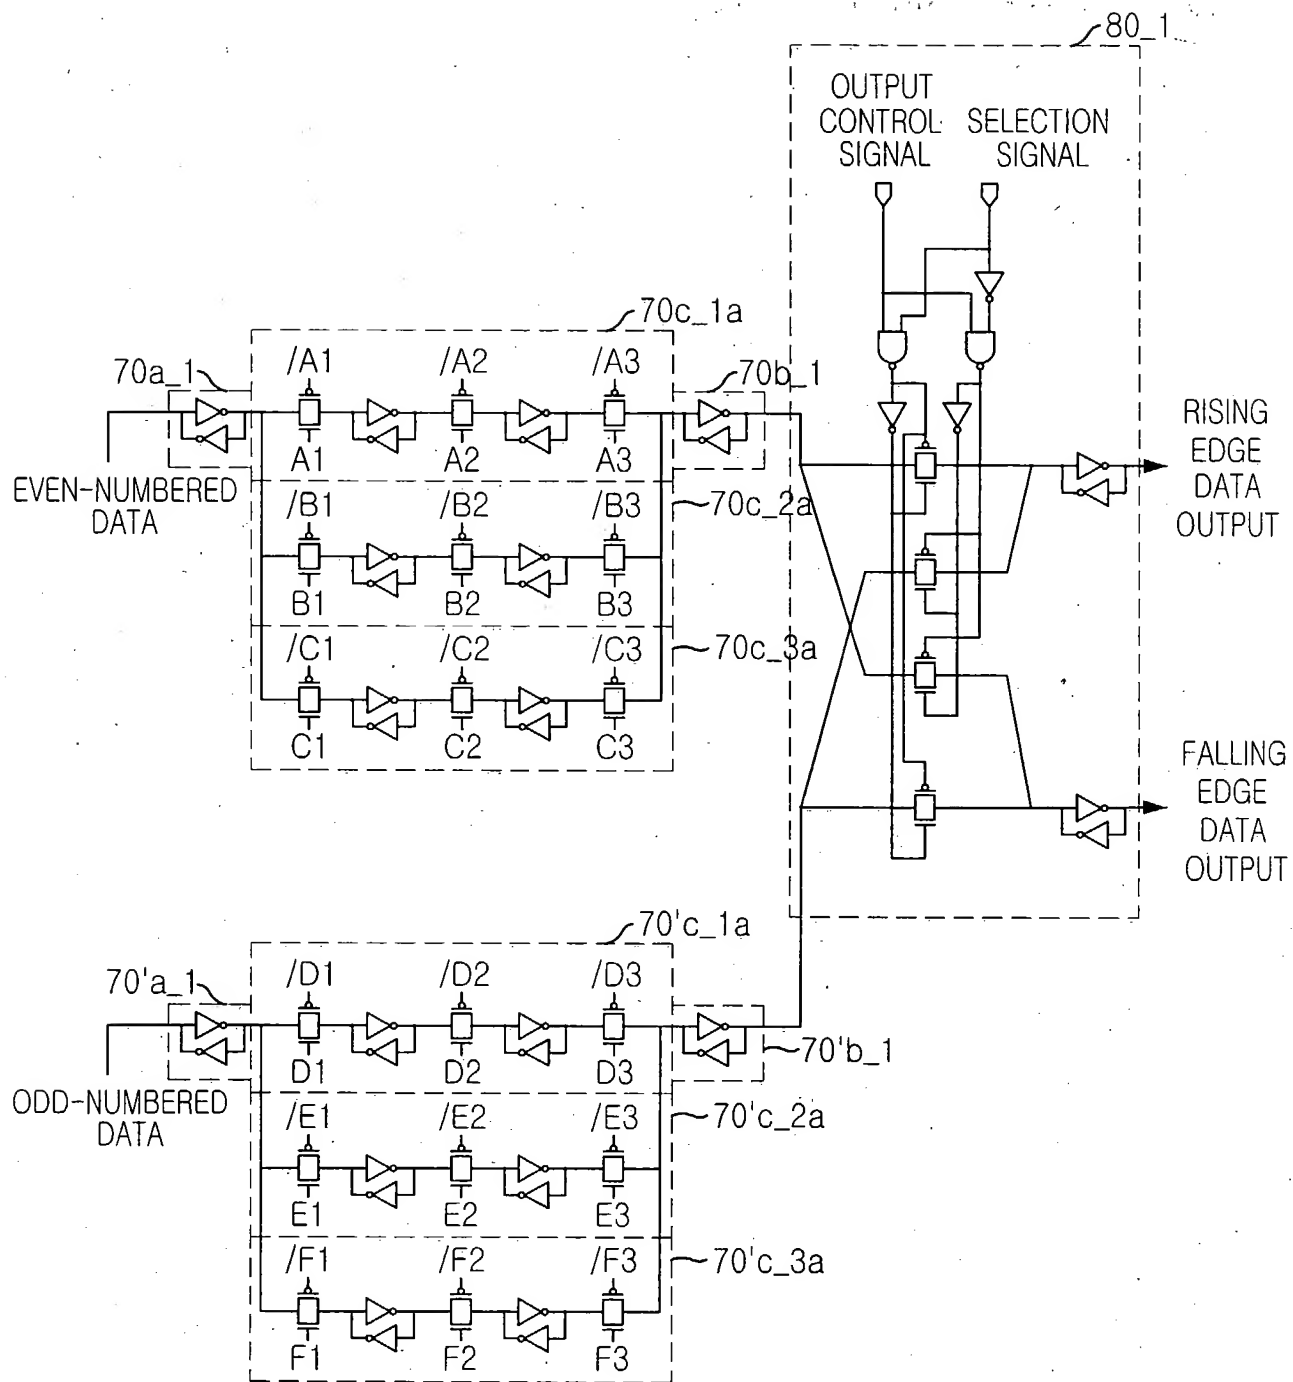 80_1
OUTPUT
CONTROL
SIGNAL
SELECTION
SIGNAL
70c_1a
70a_1
/A1
/A2
/A3
70b_1
A1
A2
A3
EVEN-NUMBERED
DATA
RISING
EDGE
DATA
OUTPUT
/B1
/B2
/B3
70c_2a
B1
B2
B3
/C1
/C2
/C3
70c_3a
C1
C2
C3
FALLING
EDGE
DATA
OUTPUT
70'c_1a
70'a_1
/D1
/D2
/D3
70'b_1
D1
D2
D3
ODD-NUMBERED
DATA
/E1
/E2
/E3
70'c_2a
E1
E2
E3
/F1
/F2
/F3
70'c_3a
F1
F2
F3